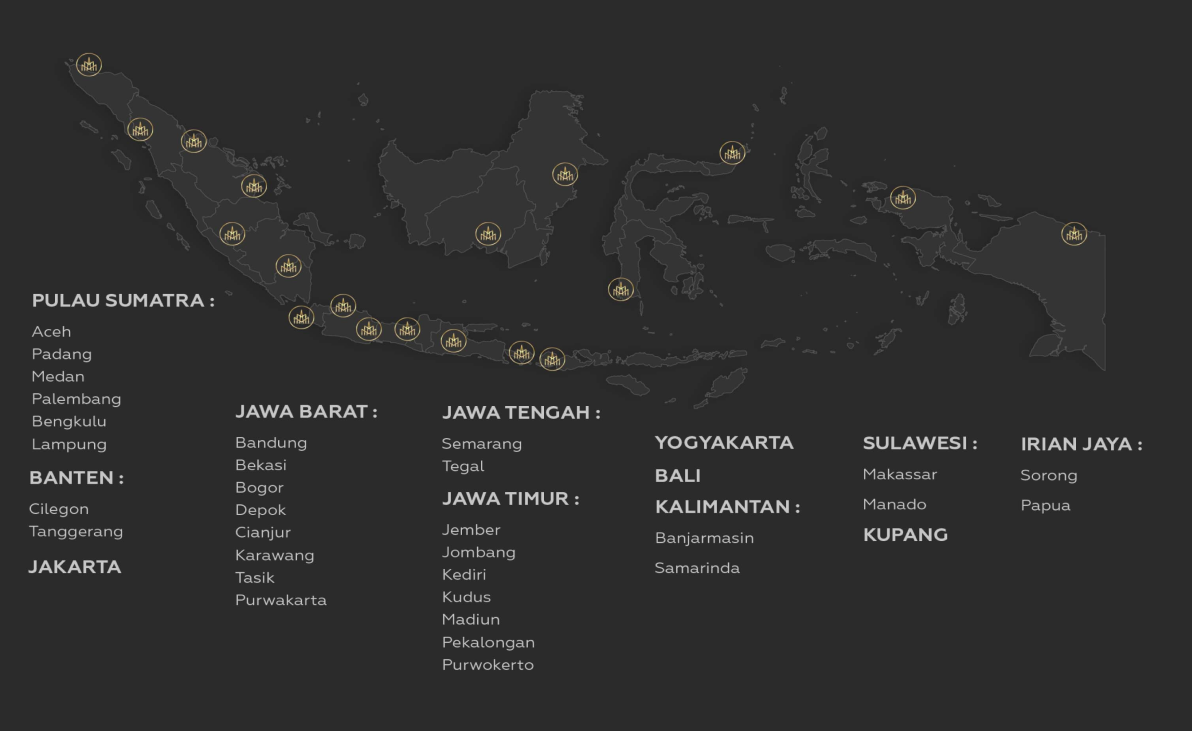 PULAU SUMATRA :
Aceh
Padang
Medan
Palembang
Bengkulu
Lampung
BANTEN :
Cilegon
Tanggerang
JAKARTA
JAWA BARAT :
Bandung
Bekasi
Bogor
Depok
Cianjur
Karawang
Tasik
Purwakarta
JAWA TENGAH :
Semarang
Tegal
JAWA TIMUR :
Jember
Jombang
Kediri
Kudus
Madiun
Pekalongan
Purwokerto
YOGYAKARTA
BALI
KALIMANTAN :
Banjarmasin
Samarinda
SULAWESI :
Makassar
Manado
KUPANG
IRIAN JAYA :
Sorong
Papua